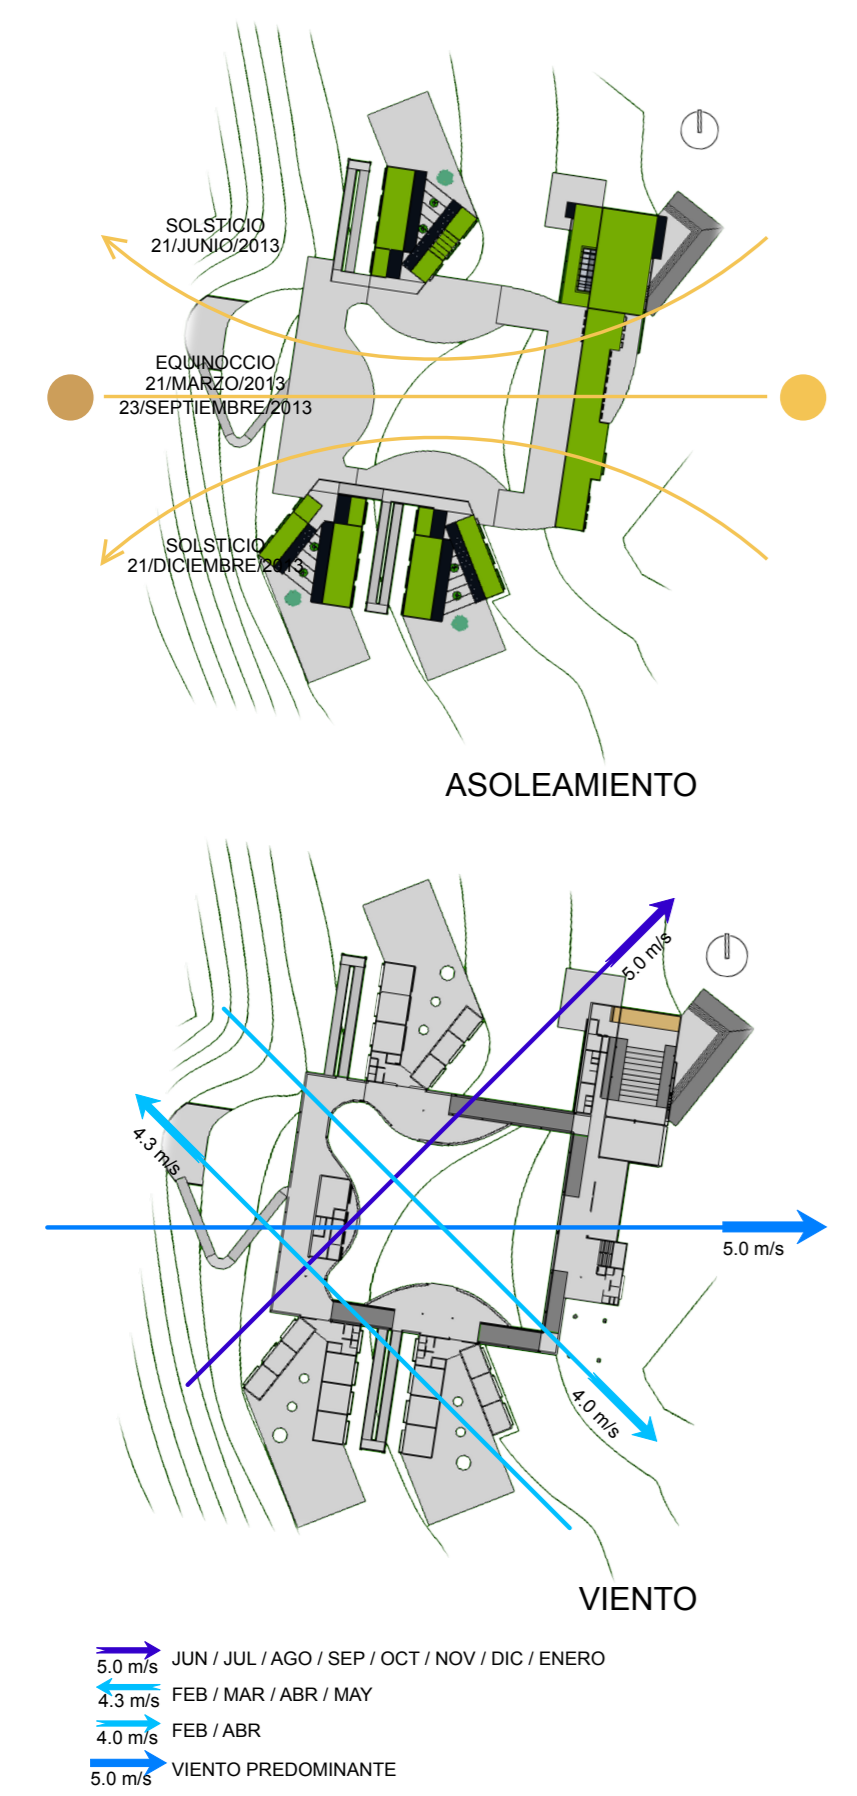 SOLSTICIO
21/JUNIO/2013
EQUINOCCIO
21/MARZO/2013
23/SEPTIEMBRE/2013
SOLSTICIO
21/DICIEMBRE/2013
ASOLEAMIENTO
5.0 m/s
4.3 m/s
5.0 m/s
4.0 m/s
VIENTO
5.0 m/s JUN / JUL / AGO / SEP / OCT / NOV / DIC / ENERO
4.3 m/s FEB / MAR / ABR / MAY
4.0 m/s FEB / ABR
5.0 m/s VIENTO PREDOMINANTE